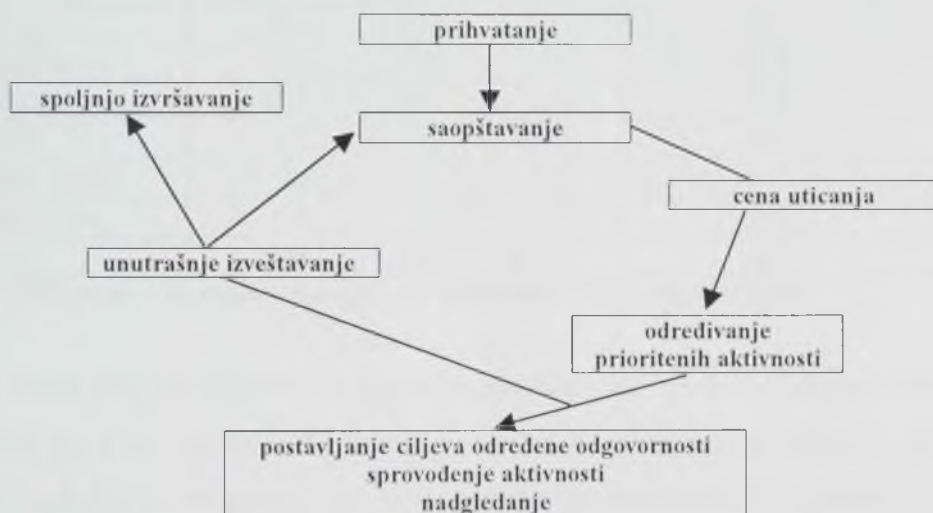 prihvatanje
spoljnjo izvršavanje
saopštavanje
cena uticanja
unutrašnje izveštavanje
određivanje
prioritenih aktivnosti
postavljanje ciljeva određene odgovornosti
sprovođenje aktivnosti
nadgledanje